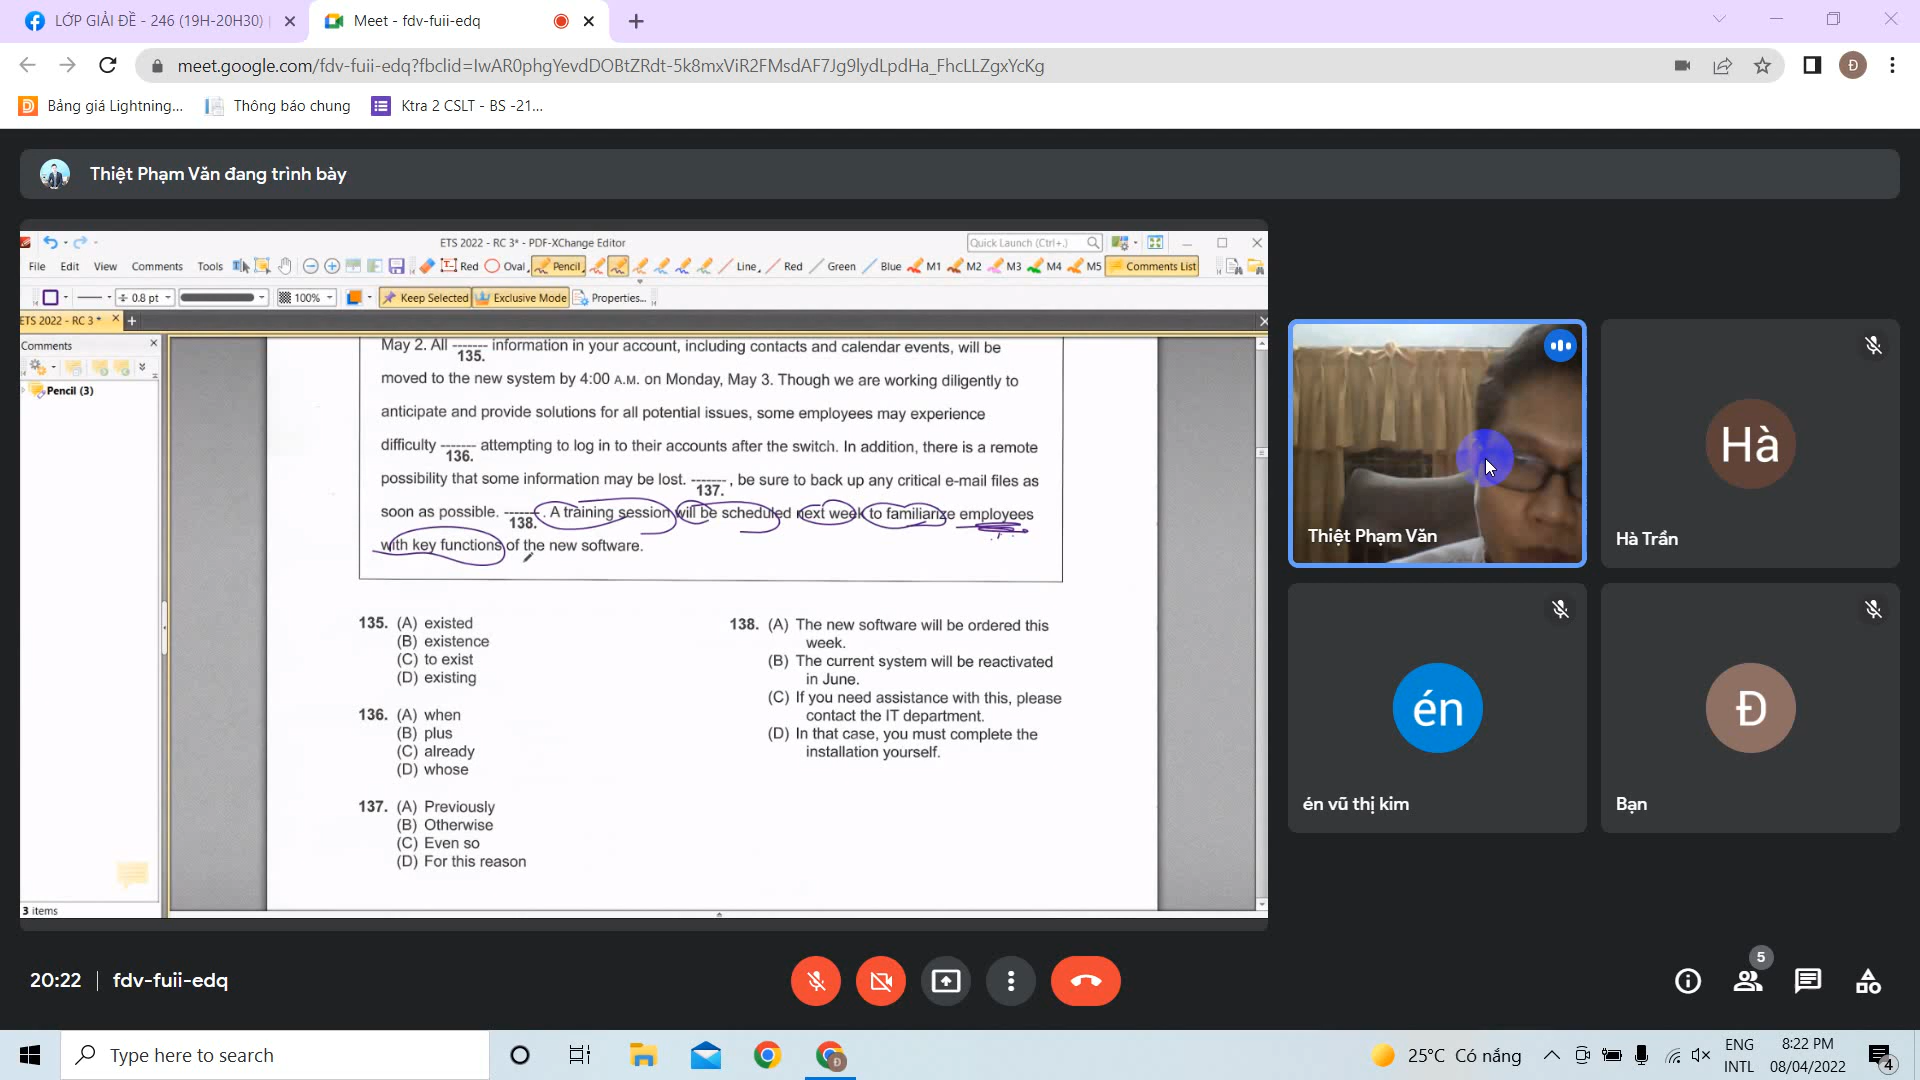 LỚP GIẢI ĐỀ - 246 (19H-20H30)
Meet - fdv-fuii-edq
meet.google.com/fdv-fuii-edq?fbclid=IwAR0phgYevdDOBtZRdt-5k8mxViR2FMsdAF7Jg9lydLpdHa_FhcLLZgxYcKg
Đ
Bảng giá Lightning...
Thông báo chung
Ktra 2 CSLT - BS -21...
Thiệt Phạm Văn đang trình bày
ETS 2022 - RC 3* - PDF-XChange Editor
Quick Launch (Ctrl+.)
File Edit View Comments Tools Red Oval Pencil Line Red Green Blue M1 M2 M3 M4 M5 Comments List
0.8 pt 100% Keep Selected Exclusive Mode Properties...
ETS 2022 - RC 3 *
Comments
Pencil (3)
3 items
May 2. All ------- information in your account, including contacts and calendar events, will be
135.
moved to the new system by 4:00 A.M. on Monday, May 3. Though we are working diligently to
anticipate and provide solutions for all potential issues, some employees may experience
difficulty ------- attempting to log in to their accounts after the switch. In addition, there is a remote
136.
possibility that some information may be lost. ------- , be sure to back up any critical e-mail files as
137.
soon as possible. ------- . A training session will be scheduled next week to familiarize employees
138.
with key functions of the new software.
135. (A) existed
(B) existence
(C) to exist
(D) existing
136. (A) when
(B) plus
(C) already
(D) whose
137. (A) Previously
(B) Otherwise
(C) Even so
(D) For this reason
138. (A) The new software will be ordered this
week.
(B) The current system will be reactivated
in June.
(C) If you need assistance with this, please
contact the IT department.
(D) In that case, you must complete the
installation yourself.
Thiệt Phạm Văn
Hà
Hà Trần
én
én vũ thị kim
Đ
Bạn
20:22 | fdv-fuii-edq
5
Type here to search
25°C Có nắng
ENG
INTL
8:22 PM
08/04/2022
4